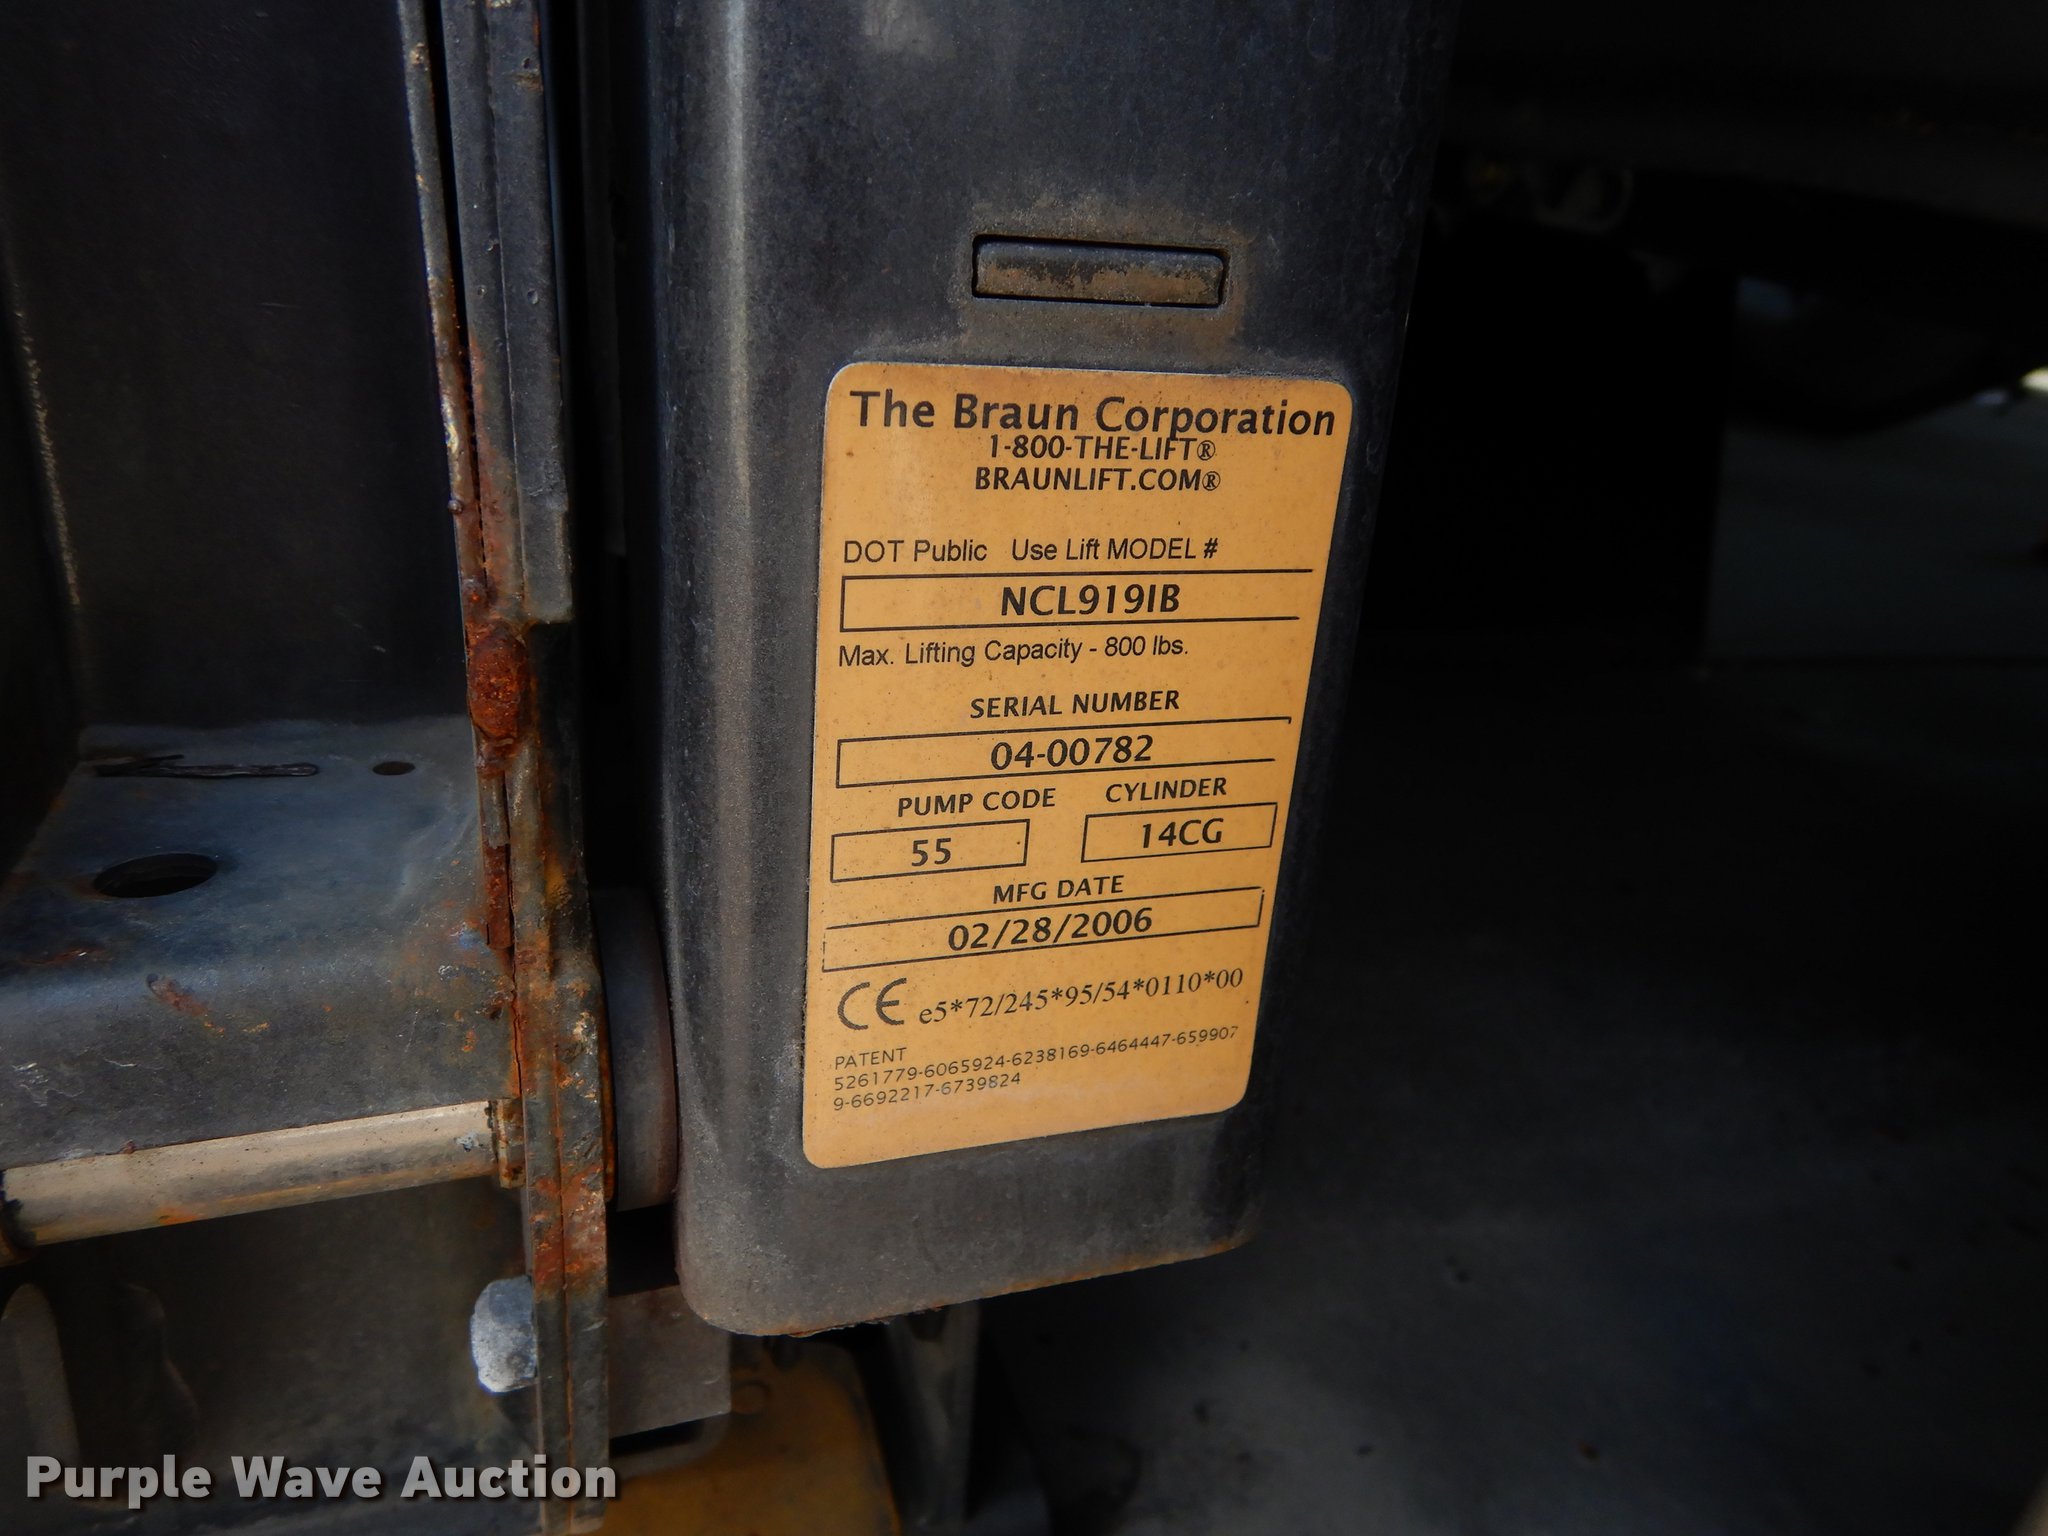 The Braun Corporation
1-800-THE-LIFT®
BRAUNLIFT.COM®
DOT Public Use Lift MODEL #
NCL919IB
Max. Lifting Capacity - 800 lbs.
SERIAL NUMBER
04-00782
PUMP CODE CYLINDER
55 14CG
MFG DATE
02/28/2006
CE e5*72/245*95/54*0110*00
PATENT
5261779-6065924-6238169-6464447-659907
9-6692217-6739824
Purple Wave Auction